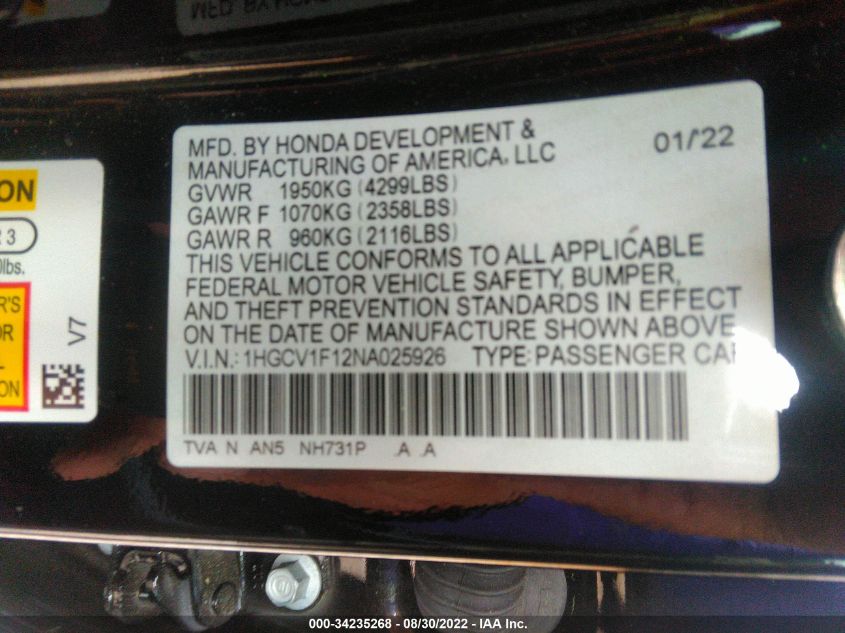 MFD. BY HONDA DEVELOPMENT &
MANUFACTURING OF AMERICA, LLC
01/'22
GVWR 1950KG (4299LBS)
GAWR F 1070KG (2358LBS)
GAWR R 960KG (2116LBS)
THIS VEHICLE CONFORMS TO ALL APPLICABLE
FEDERAL MOTOR VEHICLE SAFETY, BUMPER,
AND THEFT PREVENTION STANDARDS IN EFFECT
ON THE DATE OF MANUFACTURE SHOWN ABOVE
V.I.N.: 1HGCV1F12NA025926 TYPE: PASSENGER CA
TVA N AN5 NH731P .A .A
ON
3
lbs.
R'S
OR
L
ION
V7
000-34235268 - 08/30/2022 - IAA Inc.